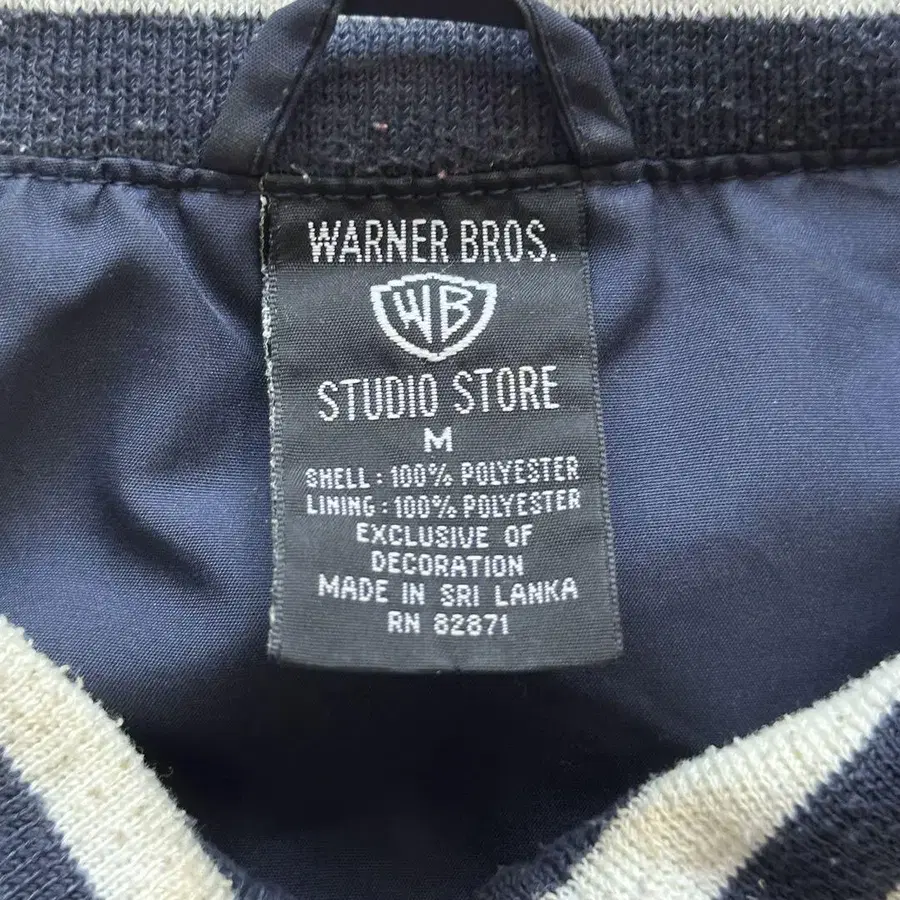 WARNER BROS.
WB
STUDIO STORE
M
SHELL : 100% POLYESTER
LINING : 100% POLYESTER
EXCLUSIVE OF
DECORATION
MADE IN SRI LANKA
RN 82871